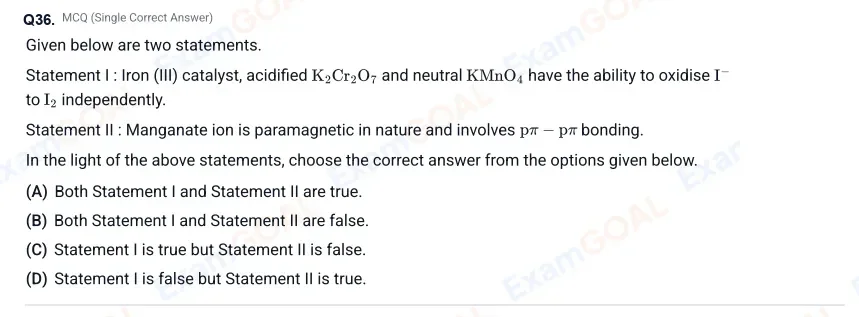 Q36. MCQ (Single Correct Answer)
Given below are two statements.
Statement I : Iron (III) catalyst, acidified K₂Cr₂O₇ and neutral KMnO₄ have the ability to oxidise I⁻
to I₂ independently.
Statement II : Manganate ion is paramagnetic in nature and involves pπ − pπ bonding.
In the light of the above statements, choose the correct answer from the options given below.
(A) Both Statement I and Statement II are true.
(B) Both Statement I and Statement II are false.
(C) Statement I is true but Statement II is false.
(D) Statement I is false but Statement II is true.
ExamGOAL